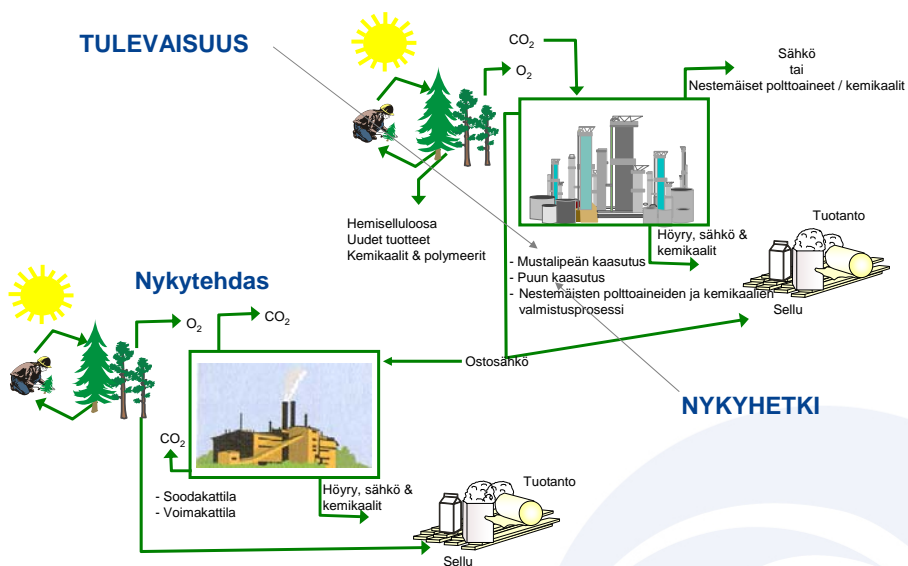 TULEVAISUUS
CO2
O2
Sähkö
tai
Nestemäiset polttoaineet / kemikaalit
Hemiselluloosa
Uudet tuotteet
Kemikaalit & polymeerit
Höyry, sähkö &
kemikaalit
Tuotanto
- Mustalipeän kaasutus
- Puun kaasutus
- Nestemäisten polttoaineiden ja kemikaalien
valmistusprosessi
Sellu
Nykytehdas
O2
CO2
Ostosähkö
NYKYHETKI
CO2
- Soodakattila
- Voimakattila
Höyry, sähkö &
kemikaalit
Tuotanto
Sellu